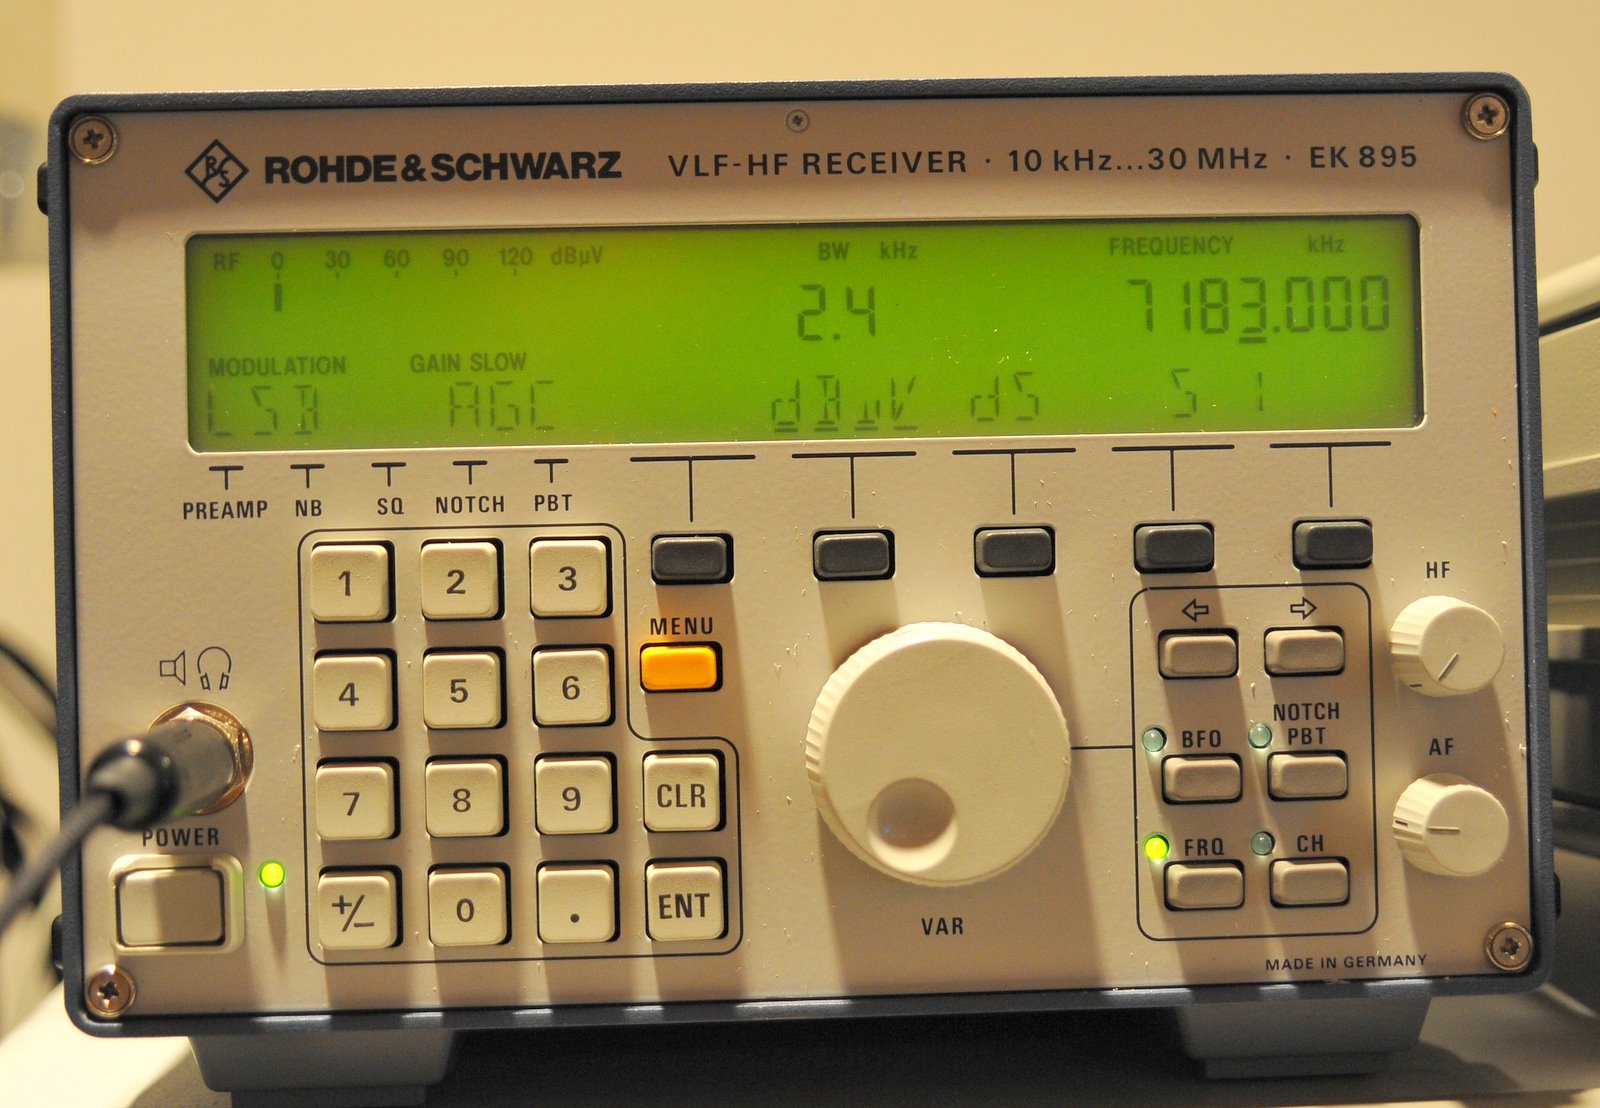 R&S ROHDE&SCHWARZ VLF-HF RECEIVER · 10 kHz...30 MHz · EK 895
RF 0 30 60 90 120 dBµV BW kHz FREQUENCY kHz
2.4 7183.000
MODULATION GAIN SLOW
LSB AGC dBuV dS S 1
PREAMP NB SQ NOTCH PBT
1 2 3
HF
MENU
4 5 6
NOTCH
BFO PBT
AF
7 8 9 CLR
POWER
FRQ CH
+/- 0 . ENT
VAR
MADE IN GERMANY